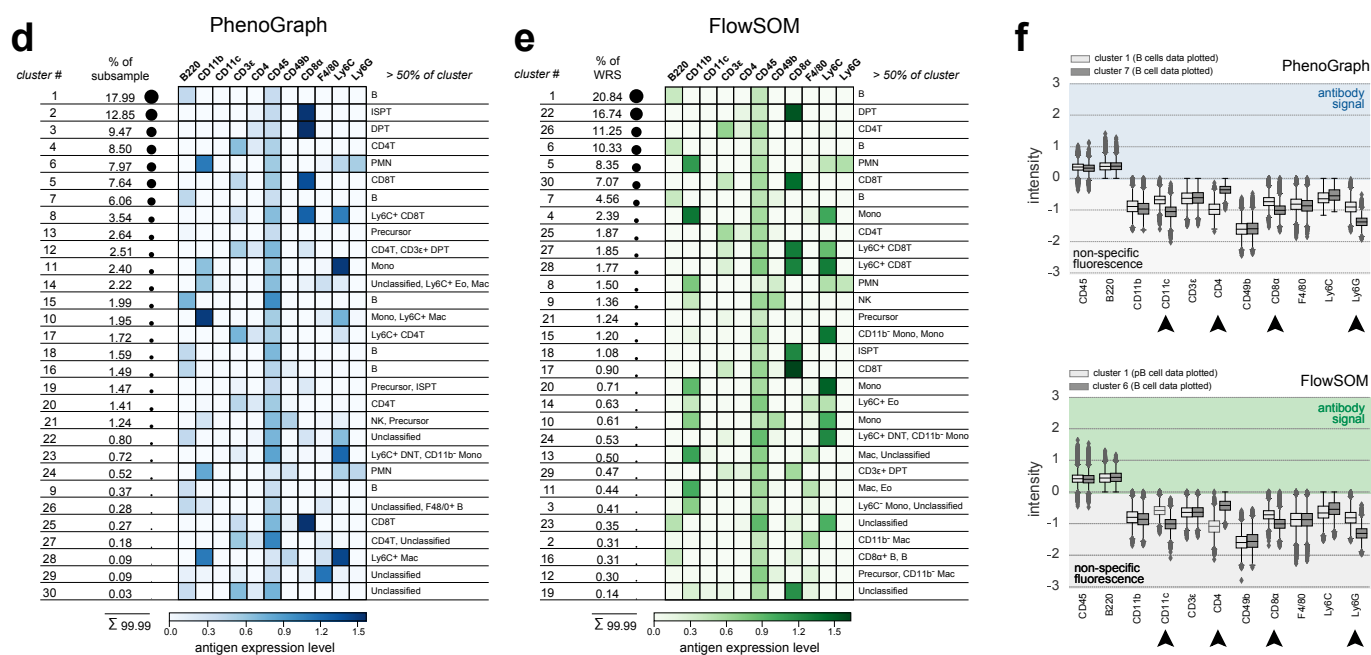 d
PhenoGraph
cluster #
% of subsample
B220 CD11b CD11c CD3ε CD4 CD45 CD49b CD8α F4/80 Ly6C Ly6G
> 50% of cluster
1 17.99 B
2 12.85 ISPT
3 9.47 DPT
4 8.50 CD4T
6 7.97 PMN
5 7.64 CD8T
7 6.06 B
8 3.54 Ly6C+ CD8T
13 2.64 Precursor
12 2.51 CD4T, CD3ε+ DPT
11 2.40 Mono
14 2.22 Unclassified, Ly6C+ Eo, Mac
15 1.99 B
10 1.95 Mono, Ly6C+ Mac
17 1.72 Ly6C+ CD4T
18 1.59 B
16 1.49 B
19 1.47 Precursor, ISPT
20 1.41 CD4T
21 1.24 NK, Precursor
22 0.80 Unclassified
23 0.72 Ly6C+ DNT, CD11b⁻ Mono
24 0.52 PMN
9 0.37 B
26 0.28 Unclassified, F48/0+ B
25 0.27 CD8T
27 0.18 CD4T, Unclassified
28 0.09 Ly6C+ Mac
29 0.09 Unclassified
30 0.03 Unclassified
Σ 99.99
0.0 0.6 1.2 1.5
antigen expression level
e
FlowSOM
cluster #
% of WRS
B220 CD11b CD11c CD3ε CD4 CD45 CD49b CD8α F4/80 Ly6C Ly6G
> 50% of cluster
1 20.84 B
22 16.74 DPT
26 11.25 CD4T
6 10.33 B
5 8.35 PMN
30 7.07 CD8T
7 4.56 B
4 2.39 Mono
25 1.87 CD4T
27 1.85 Ly6C+ CD8T
28 1.77 Ly6C+ CD8T
8 1.50 PMN
9 1.36 NK
21 1.24 Precursor
15 1.20 CD11b⁻ Mono, Mono
18 1.08 ISPT
17 0.90 CD8T
20 0.71 Mono
14 0.63 Ly6C+ Eo
10 0.61 Mono
24 0.53 Ly6C+ DNT, CD11b⁻ Mono
13 0.50 Mac, Unclassified
29 0.47 CD3ε+ DPT
11 0.44 Mac, Eo
3 0.41 Ly6C⁻ Mono, Unclassified
23 0.35 Unclassified
2 0.31 CD11b⁻ Mac
16 0.31 CD8α+ B, B
12 0.30 Precursor, CD11b⁻ Mac
19 0.14 Unclassified
Σ 99.99
0.0 0.3 0.9 1.5
antigen expression level
f
cluster 1 (B cell data plotted)
cluster 7 (B cell data plotted)
PhenoGraph
antibody signal
intensity
3
2
1
0
-1
-2
-3
non-specific fluorescence
CD45 B220 CD11b CD11c CD3ε CD4 CD49b CD8α F4/80 Ly6C Ly6G
cluster 1 (pB cell data plotted)
cluster 6 (B cell data plotted)
FlowSOM
antibody signal
intensity
3
2
1
0
-1
-2
-3
non-specific fluorescence
CD45 B220 CD11b CD11c CD3ε CD4 CD49b CD8α F4/80 Ly6C Ly6G